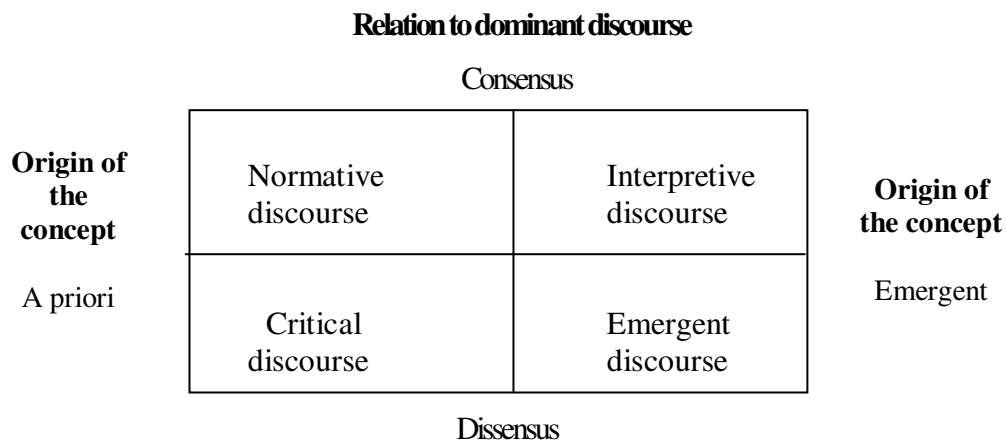 Relation to dominant discourse
Consensus
Origin of
the
concept
A priori
Normative
discourse
Interpretive
discourse
Origin of
the concept
Emergent
Critical
discourse
Emergent
discourse
Dissensus